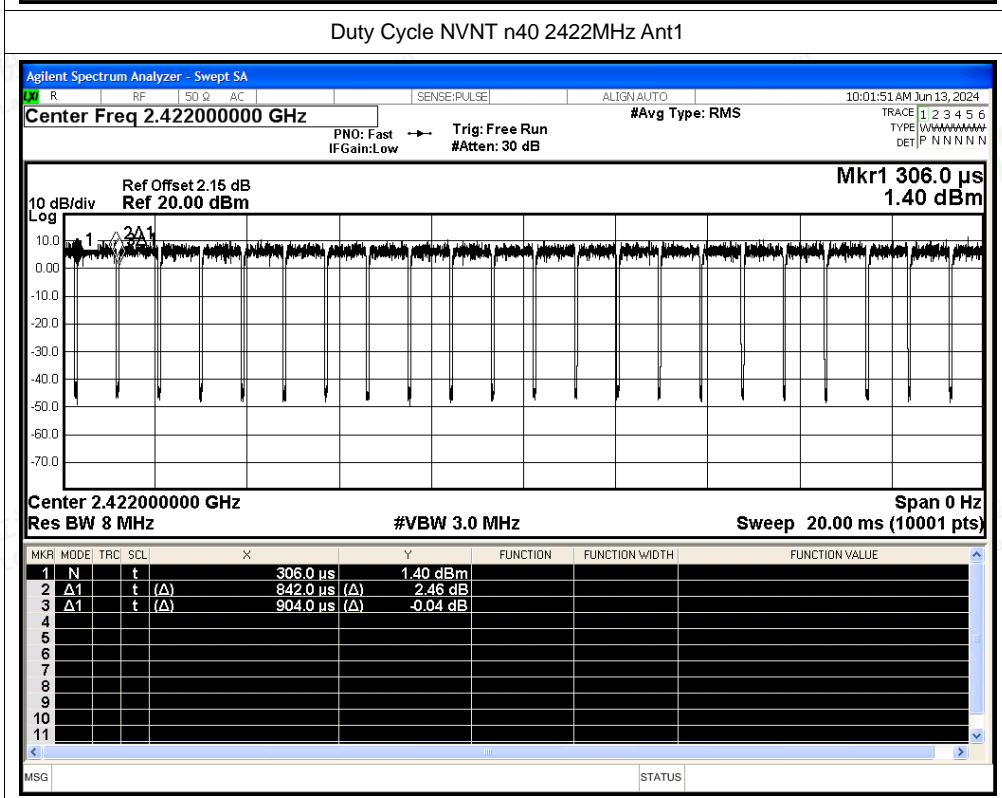 Duty Cycle NVNT n40 2422MHz Ant1
Agilent Spectrum Analyzer - Swept SA
LXI R RF 50 Ω AC SENSE:PULSE ALIGN AUTO 10:01:51 AM Jun 13, 2024
Center Freq 2.422000000 GHz #Avg Type: RMS TRACE 1 2 3 4 5 6
PNO: Fast Trig: Free Run TYPE
IFGain:Low #Atten: 30 dB DET P N N N N N
Mkr1 306.0 µs
Ref Offset 2.15 dB
10 dB/div Ref 20.00 dBm 1.40 dBm
Log
1 2Δ1
10.0
0.00
-10.0
-20.0
-30.0
-40.0
-50.0
-60.0
-70.0
Center 2.422000000 GHz Span 0 Hz
Res BW 8 MHz #VBW 3.0 MHz Sweep 20.00 ms (10001 pts)
MKR MODE TRC SCL X Y FUNCTION FUNCTION WIDTH FUNCTION VALUE
1 N t 306.0 µs 1.40 dBm
2 Δ1 t (Δ) 842.0 µs (Δ) 2.46 dB
3 Δ1 t (Δ) 904.0 µs (Δ) -0.04 dB
4
5
6
7
8
9
10
11
MSG STATUS